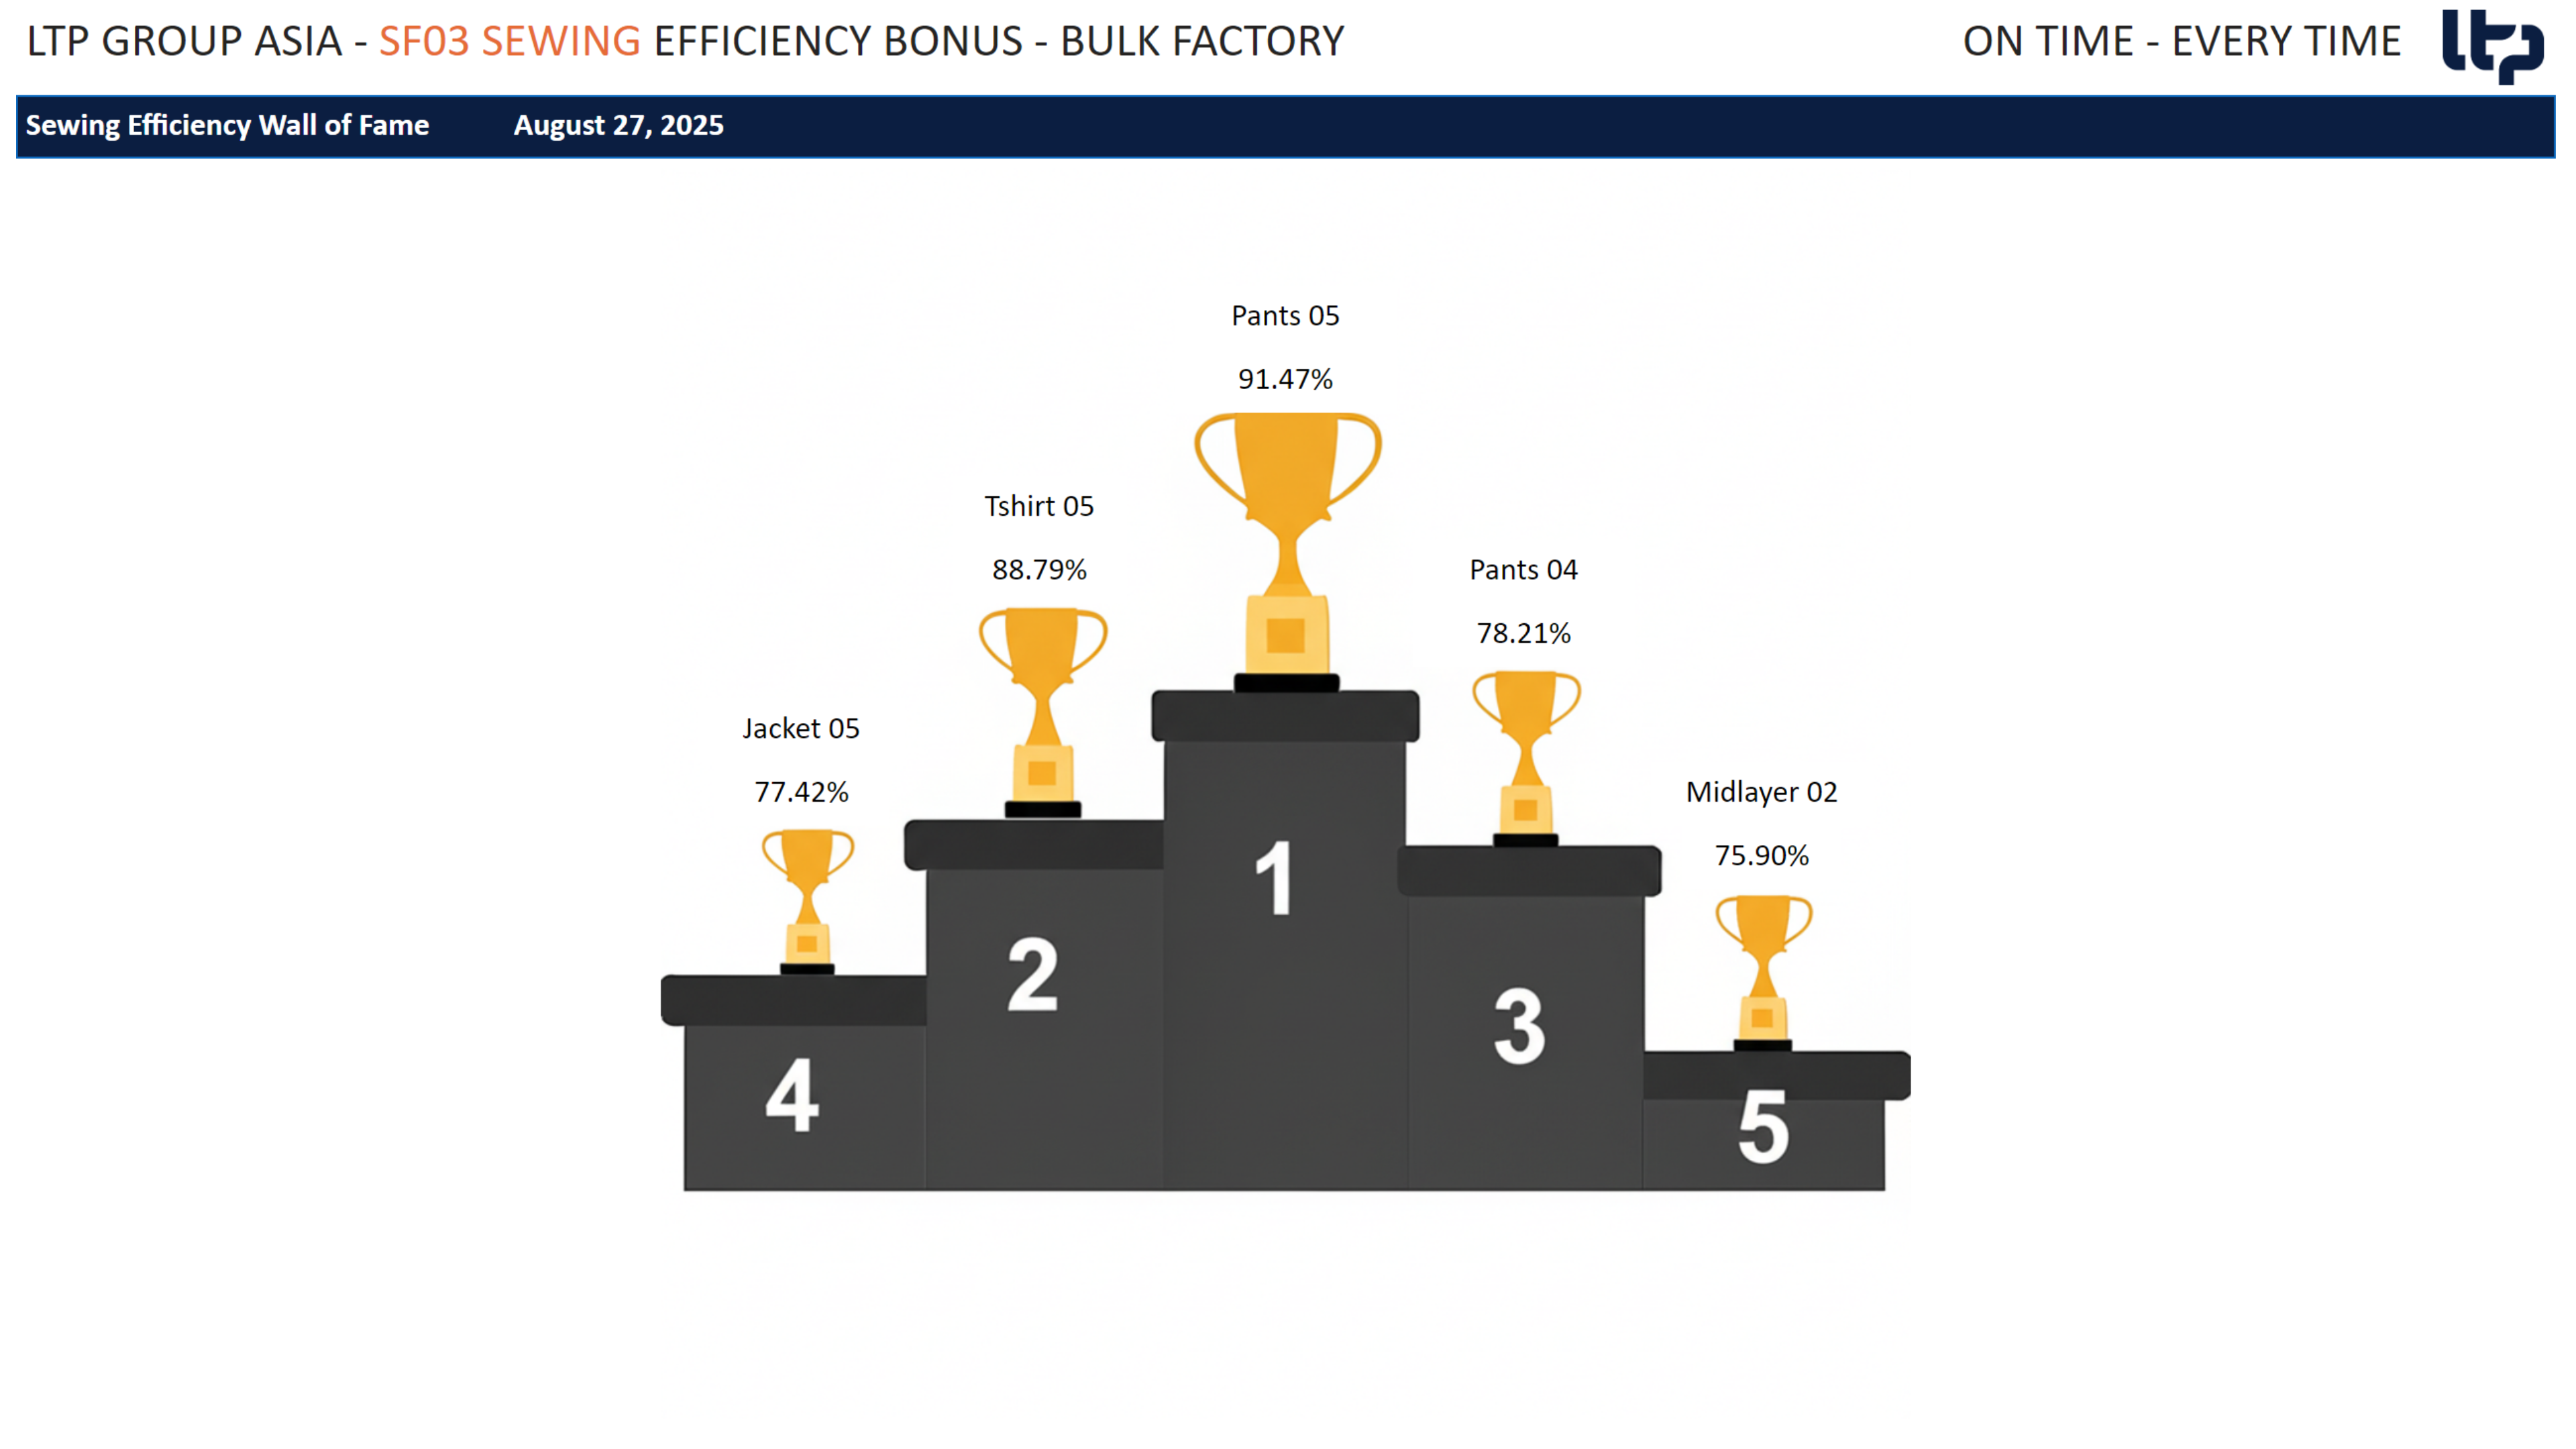 LTP GROUP ASIA - SF03 SEWING EFFICIENCY BONUS - BULK FACTORY
ON TIME - EVERY TIME
ltp
Sewing Efficiency Wall of Fame
August 27, 2025
Pants 05
91.47%
Tshirt 05
88.79%
Pants 04
78.21%
Jacket 05
77.42%
Midlayer 02
75.90%
1
2
3
4
5